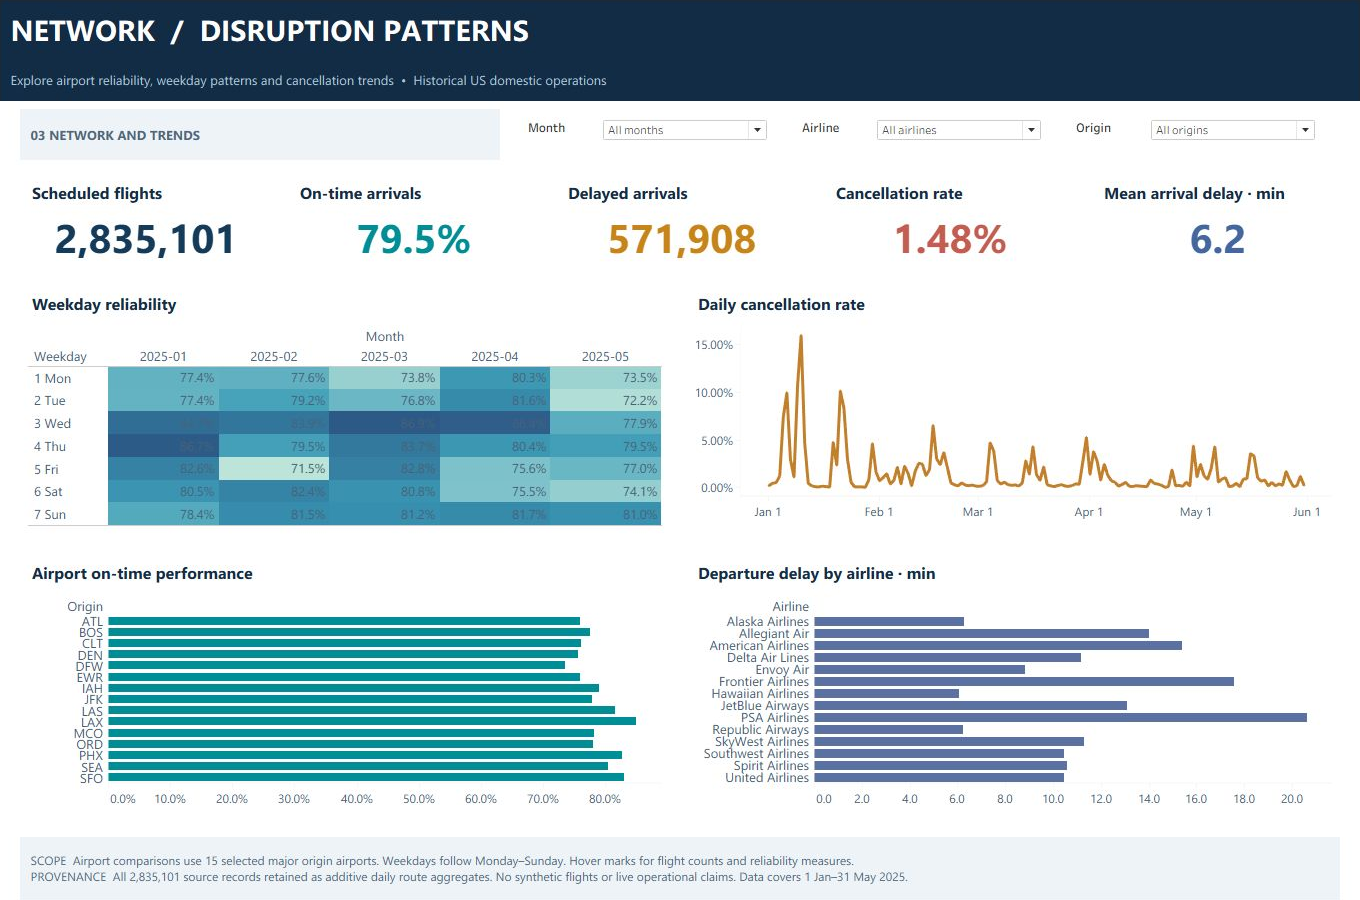 NETWORK / DISRUPTION PATTERNS
Explore airport reliability, weekday patterns and cancellation trends • Historical US domestic operations
03 NETWORK AND TRENDS
Month All months Airline All airlines Origin All origins
Scheduled flights On-time arrivals Delayed arrivals Cancellation rate Mean arrival delay · min
2,835,101 79.5% 571,908 1.48% 6.2
Weekday reliability
Month
Weekday 2025-01 2025-02 2025-03 2025-04 2025-05
1 Mon 77.4% 77.6% 73.8% 80.3% 73.5%
2 Tue 77.4% 79.2% 76.8% 81.6% 72.2%
3 Wed 77.9%
4 Thu 79.5% 83.7% 80.4% 79.5%
5 Fri 82.6% 71.5% 82.8% 75.6% 77.0%
6 Sat 80.5% 82.4% 80.8% 75.5% 74.1%
7 Sun 78.4% 81.5% 81.2% 81.7% 81.0%
Daily cancellation rate
15.00%
10.00%
5.00%
0.00%
Jan 1 Feb 1 Mar 1 Apr 1 May 1 Jun 1
Airport on-time performance
Origin
ATL
BOS
CLT
DEN
DFW
EWR
IAH
JFK
LAS
LAX
MCO
ORD
PHX
SEA
SFO
0.0% 10.0% 20.0% 30.0% 40.0% 50.0% 60.0% 70.0% 80.0%
Departure delay by airline · min
Airline
Alaska Airlines
Allegiant Air
American Airlines
Delta Air Lines
Envoy Air
Frontier Airlines
Hawaiian Airlines
JetBlue Airways
PSA Airlines
Republic Airways
SkyWest Airlines
Southwest Airlines
Spirit Airlines
United Airlines
0.0 2.0 4.0 6.0 8.0 10.0 12.0 14.0 16.0 18.0 20.0
SCOPE Airport comparisons use 15 selected major origin airports. Weekdays follow Monday–Sunday. Hover marks for flight counts and reliability measures.
PROVENANCE All 2,835,101 source records retained as additive daily route aggregates. No synthetic flights or live operational claims. Data covers 1 Jan–31 May 2025.